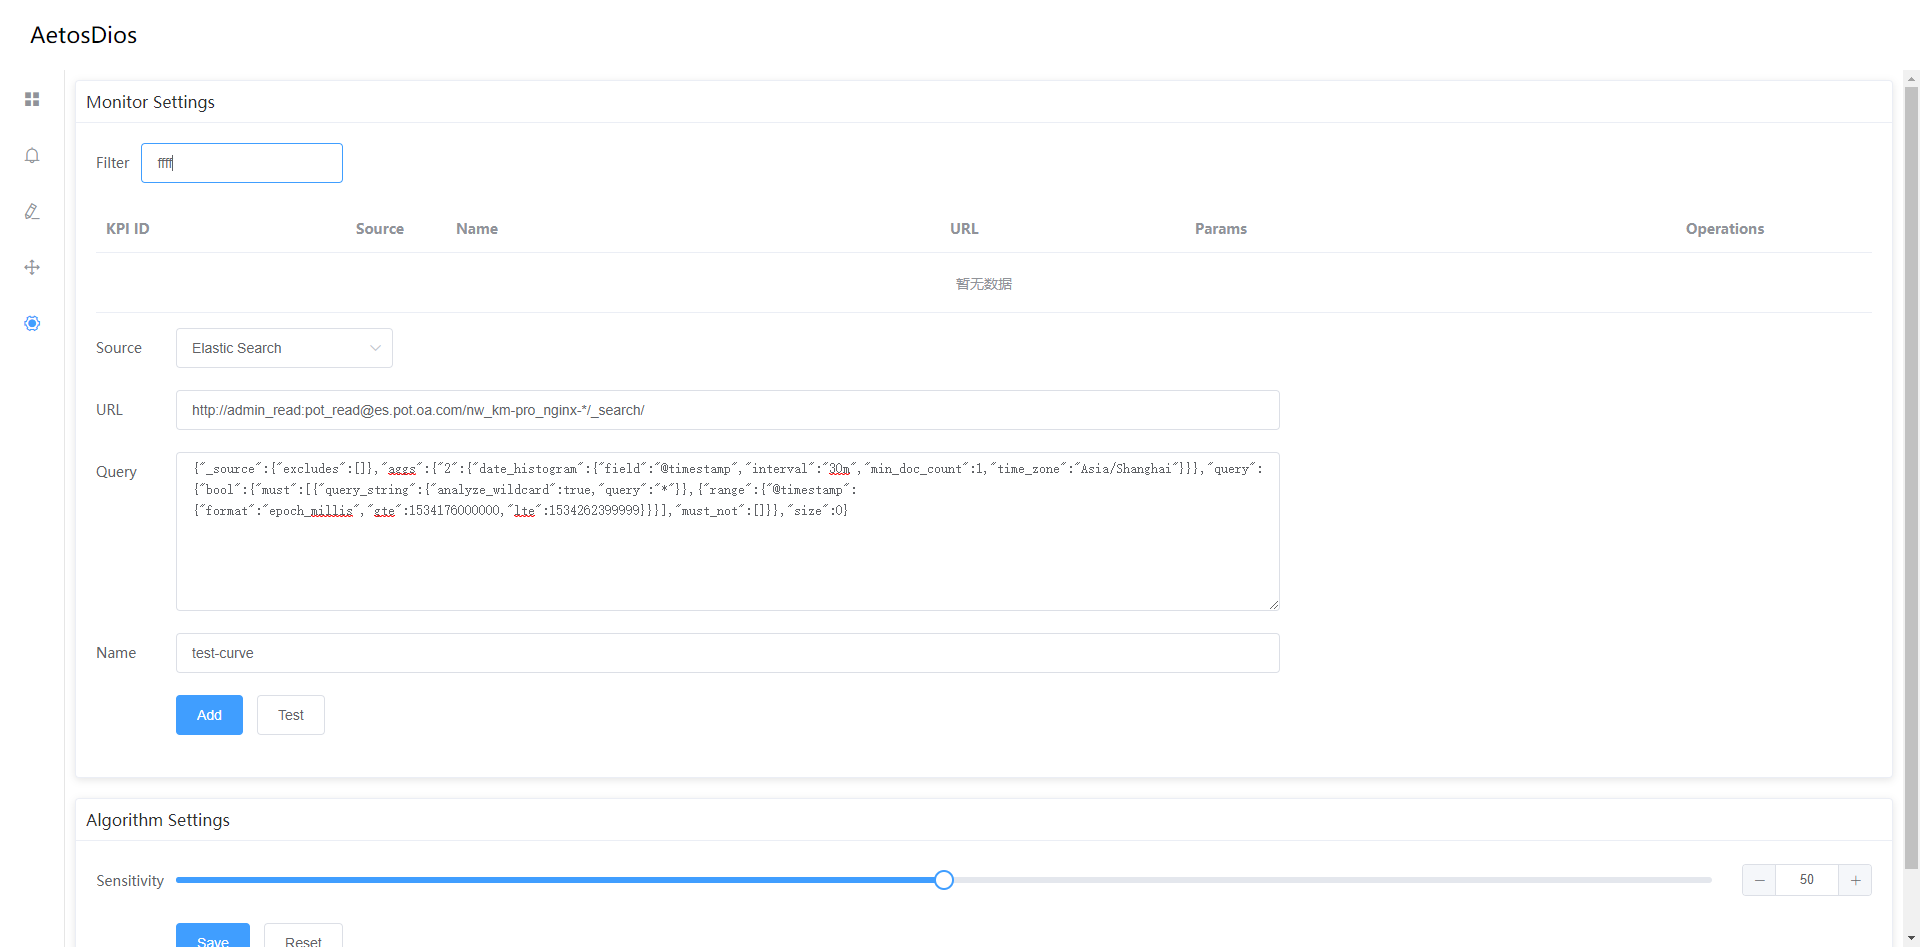 AetosDios
Monitor Settings
Filter ffff
KPI ID Source Name URL Params Operations
暂无数据
Source Elastic Search
URL http://admin_read:pot_read@es.pot.oa.com/nw_km-pro_nginx-*/_search/
Query {"_source":{"excludes":[]},"aggs":{"2":{"date_histogram":{"field":"@timestamp","interval":"30m","min_doc_count":1,"time_zone":"Asia/Shanghai"}}},"query":
{"bool":{"must":[{"query_string":{"analyze_wildcard":true,"query":"*"}},{"range":{"@timestamp":
{"format":"epoch_millis","gte":1534176000000,"lte":1534262399999}}}],"must_not":[]}},"size":0}
Name test-curve
Add Test
Algorithm Settings
Sensitivity 50
Save Reset